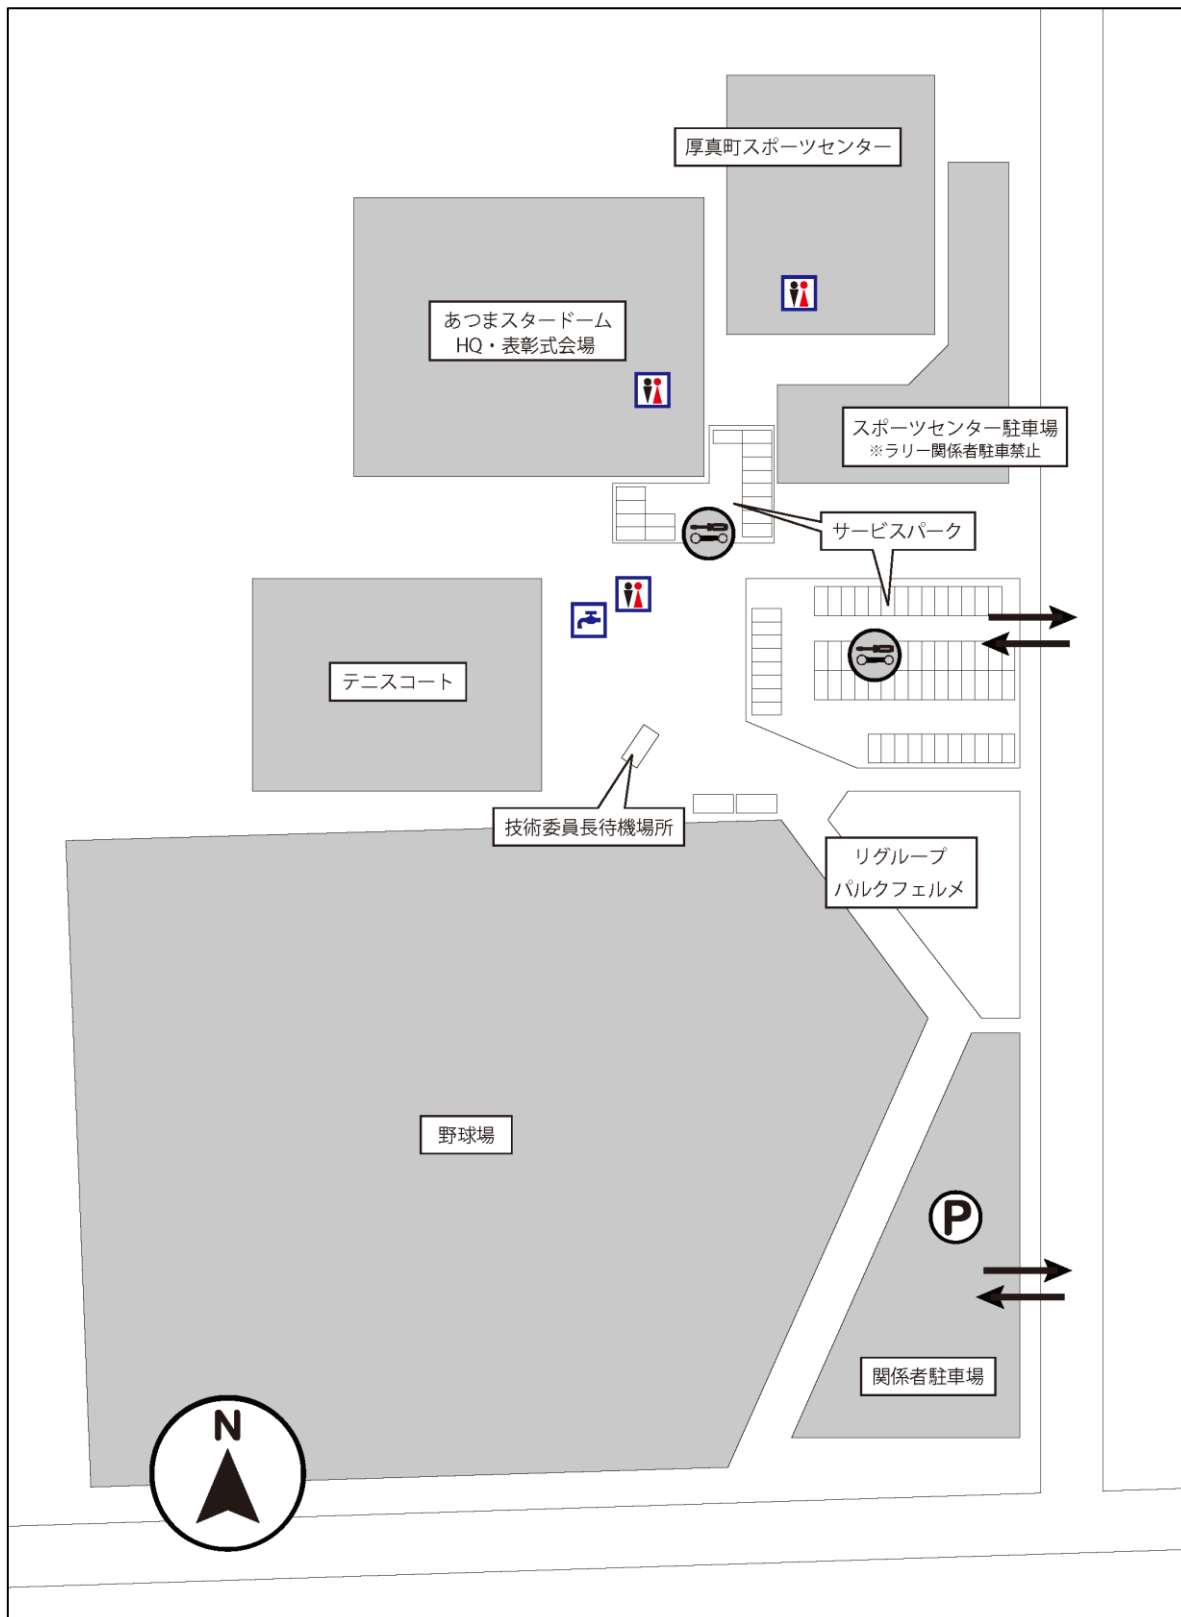 厚真町スポーツセンター
あつまスタードーム
HQ・表彰式会場
スポーツセンター駐車場
※ラリー関係者駐車禁止
サービスパーク
テニスコート
技術委員長待機場所
リグループ
パルクフェルメ
野球場
P
関係者駐車場
N